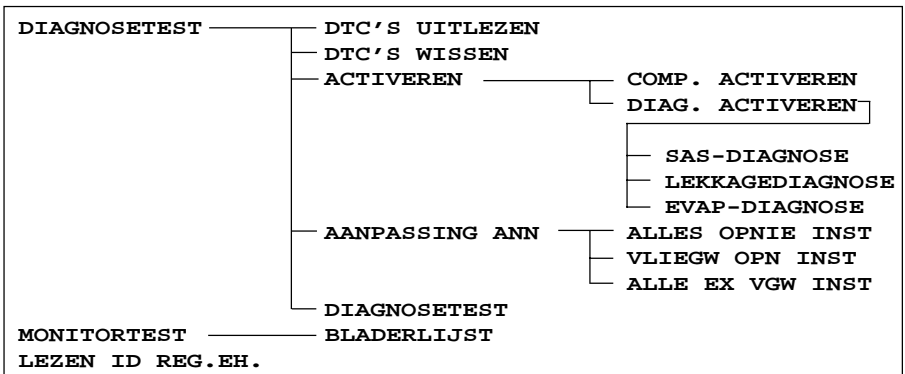 DIAGNOSETEST DTC'S UITLEZEN
DTC'S WISSEN
ACTIVEREN COMP. ACTIVEREN
DIAG. ACTIVEREN
SAS-DIAGNOSE
LEKKAGEDIAGNOSE
EVAP-DIAGNOSE
AANPASSING ANN ALLES OPNIE INST
VLIEGW OPN INST
ALLE EX VGW INST
DIAGNOSETEST
MONITORTEST BLADERLIJST
LEZEN ID REG.EH.